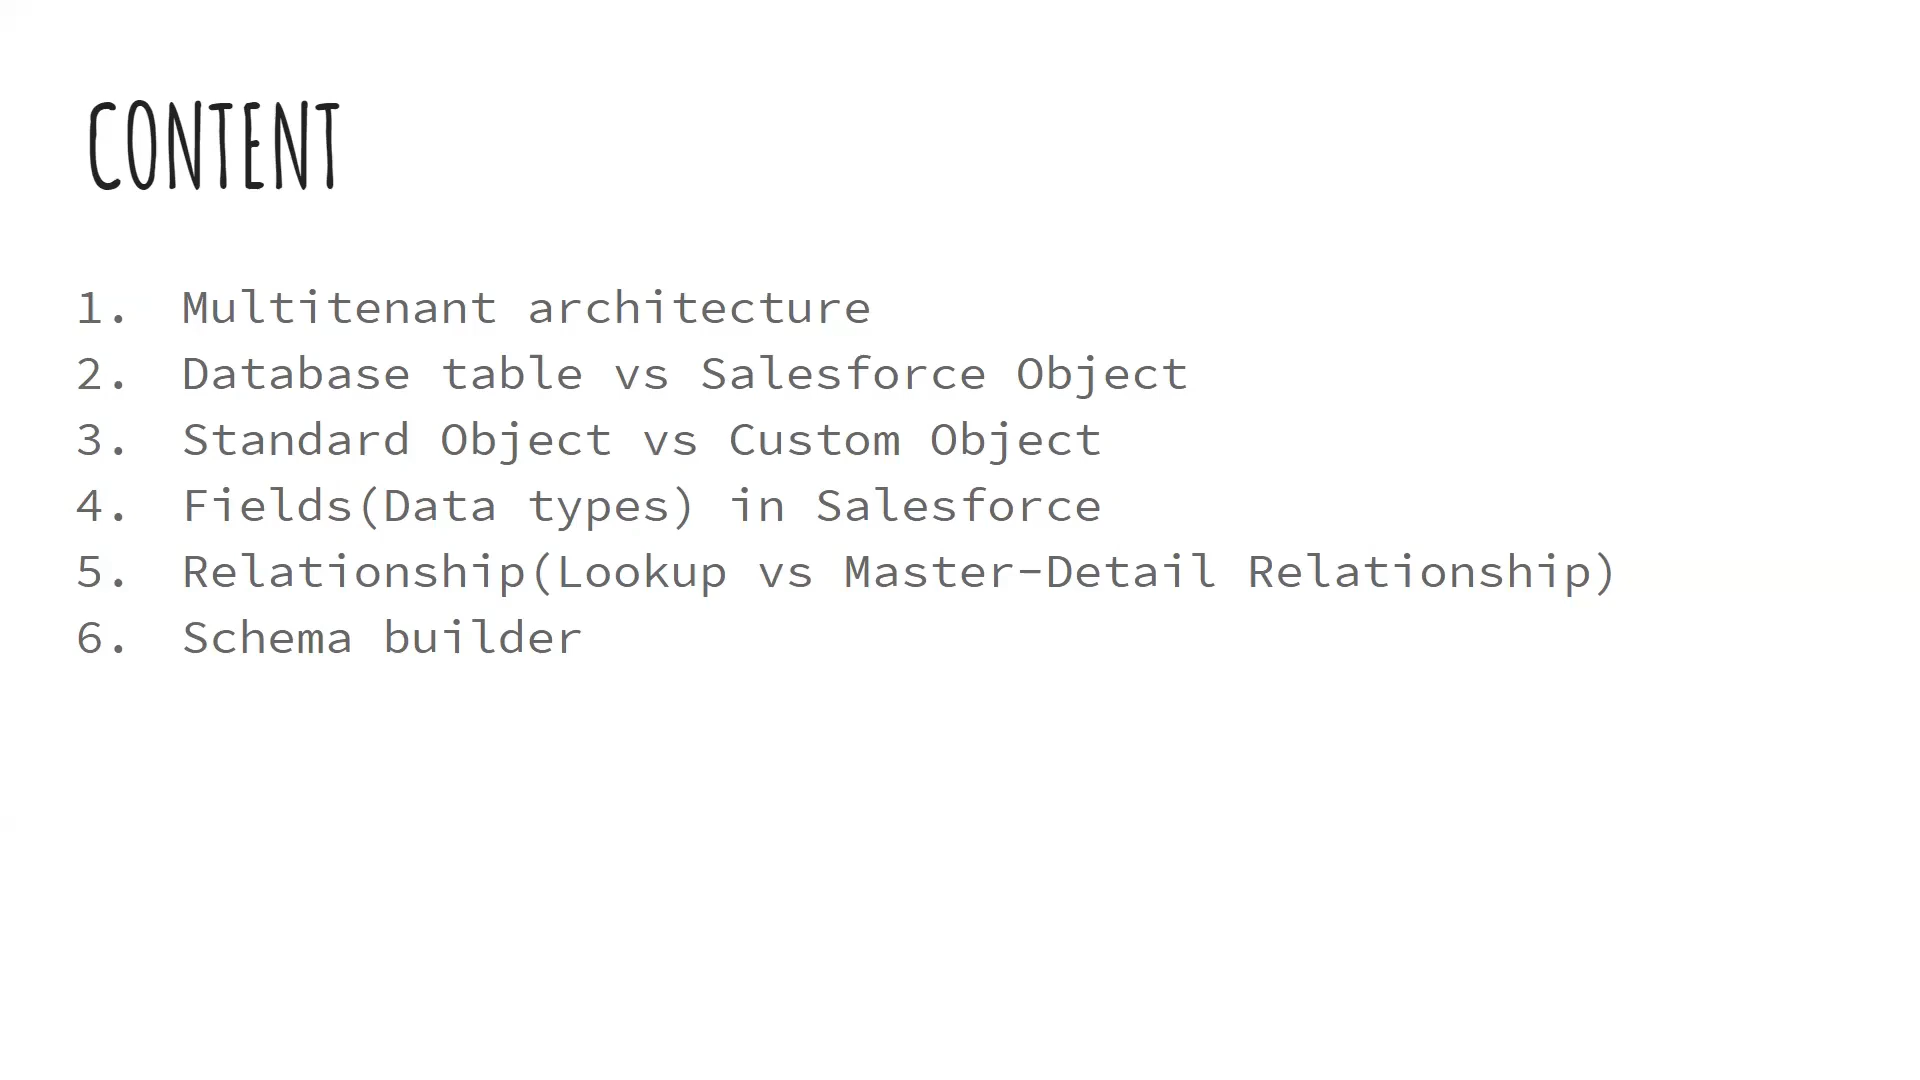 CONTENT
1. Multitenant architecture
2. Database table vs Salesforce Object
3. Standard Object vs Custom Object
4. Fields(Data types) in Salesforce
5. Relationship(Lookup vs Master-Detail Relationship)
6. Schema builder